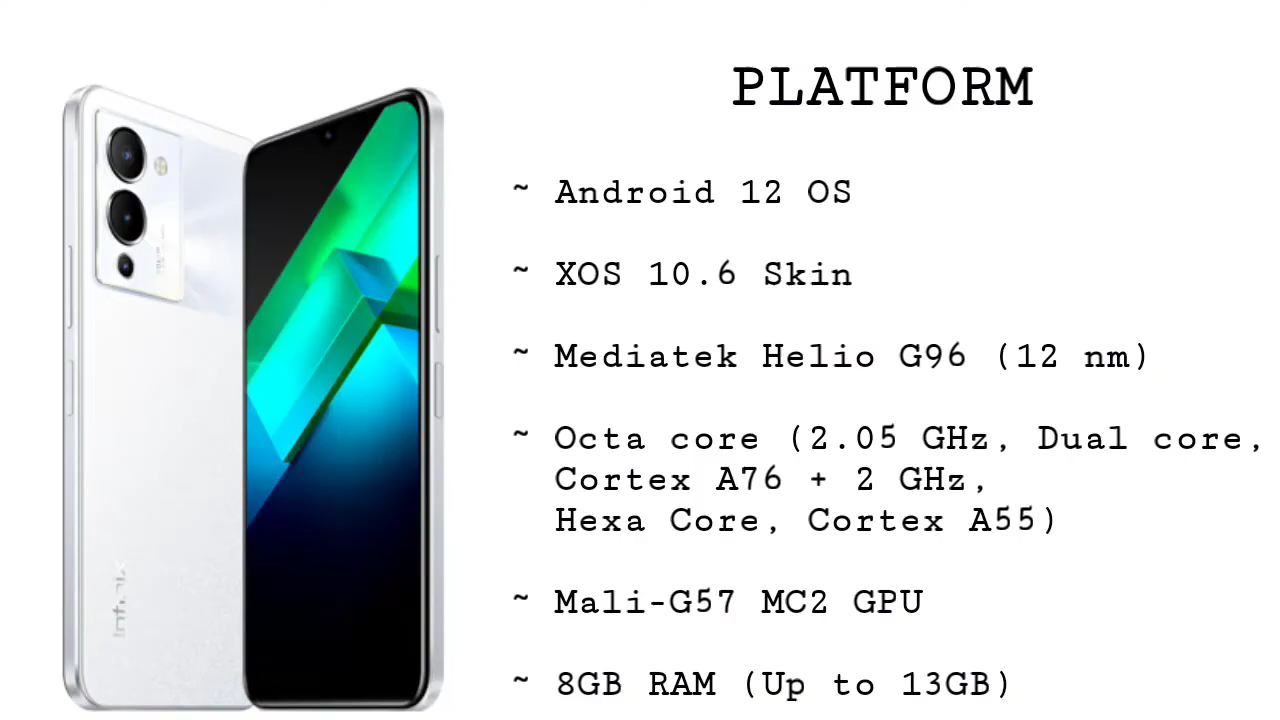 PLATFORM
~ Android 12 OS
~ XOS 10.6 Skin
~ Mediatek Helio G96 (12 nm)
~ Octa core (2.05 GHz, Dual core,
Cortex A76 + 2 GHz,
Hexa Core, Cortex A55)
~ Mali-G57 MC2 GPU
~ 8GB RAM (Up to 13GB)
Infinix